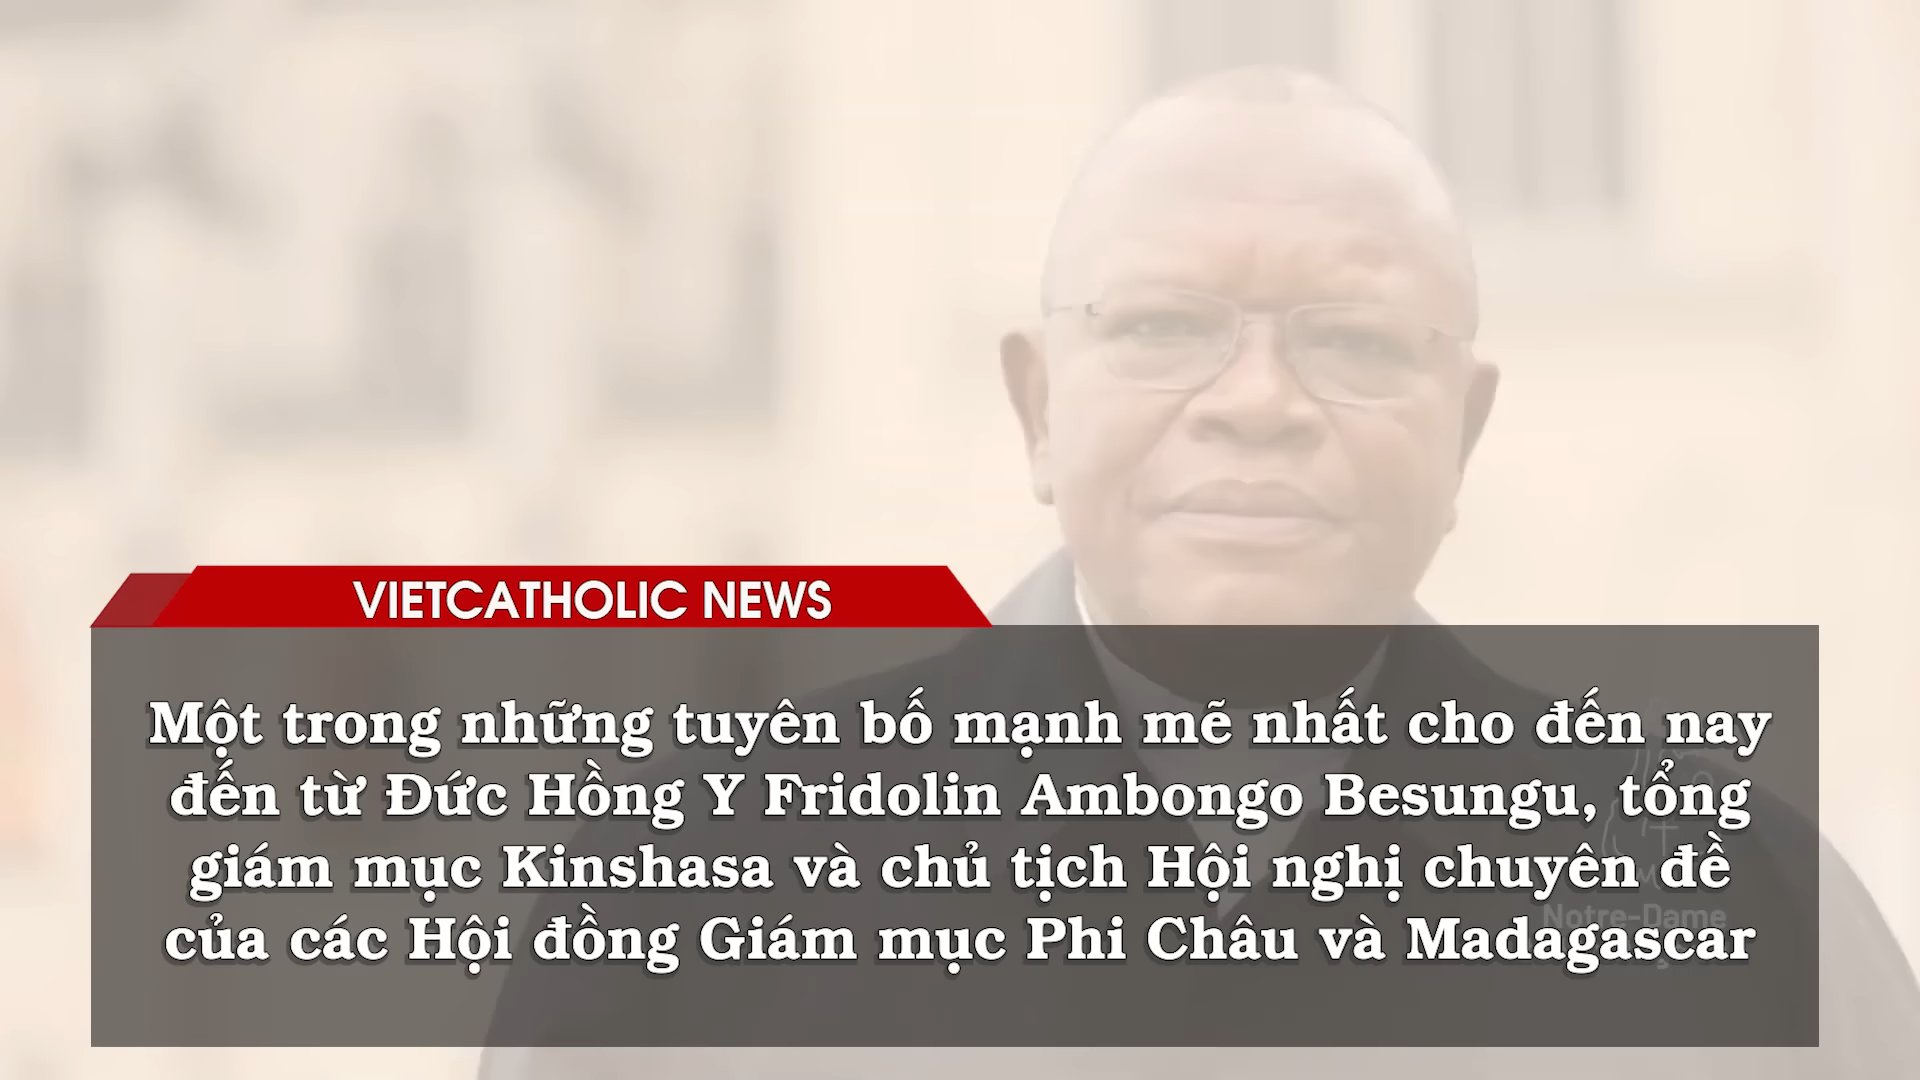 VIETCATHOLIC NEWS
Một trong những tuyên bố mạnh mẽ nhất cho đến nay
đến từ Đức Hồng Y Fridolin Ambongo Besungu, tổng
giám mục Kinshasa và chủ tịch Hội nghị chuyên đề
của các Hội đồng Giám mục Phi Châu và Madagascar
Notre-Dame